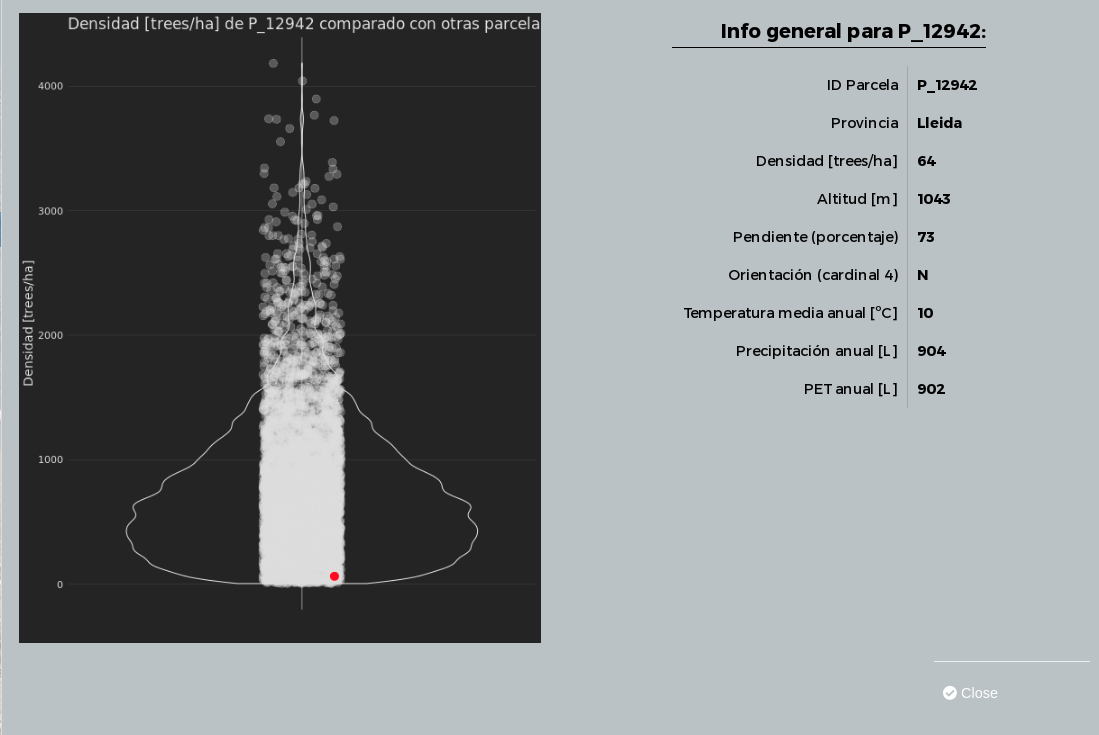 Densidad [trees/ha] de P_12942 comparado con otras parcela
4000
3000
2000
1000
0
Densidad [trees/ha]
Info general para P_12942:
ID Parcela P_12942
Provincia Lleida
Densidad [trees/ha] 64
Altitud [m] 1043
Pendiente (porcentaje) 73
Orientación (cardinal 4) N
Temperatura media anual [ºC] 10
Precipitación anual [L] 904
PET anual [L] 902
Close